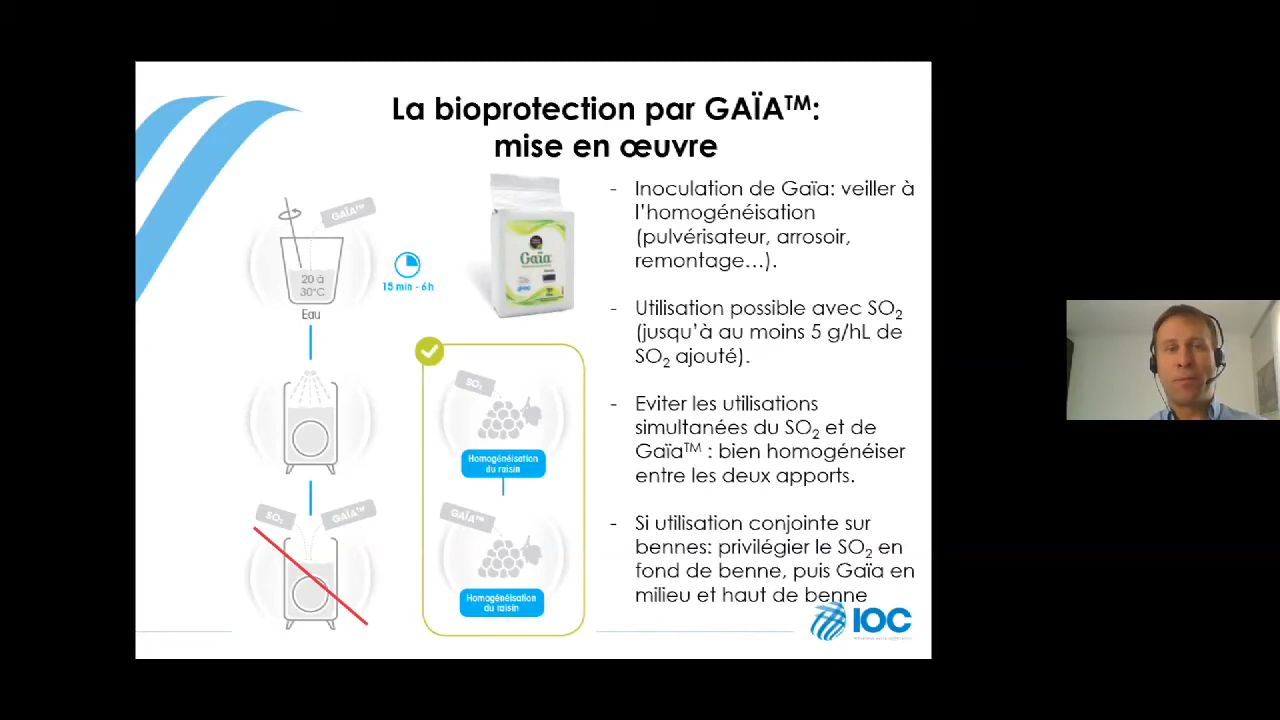 La bioprotection par GAÏA™:
mise en œuvre
GAÏA™
20 à
30°C
Eau
15 min - 6h
Gaïa
SO₂
GAÏA™
SO₂
Homogénéisation
du raisin
GAÏA™
Homogénéisation
du raisin
- Inoculation de Gaïa: veiller à
l’homogénéisation
(pulvérisateur, arrosoir,
remontage…).
- Utilisation possible avec SO₂
(jusqu’à au moins 5 g/hL de
SO₂ ajouté).
- Eviter les utilisations
simultanées du SO₂ et de
Gaïa™ : bien homogénéiser
entre les deux apports.
- Si utilisation conjointe sur
bennes: privilégier le SO₂ en
fond de benne, puis Gaïa en
milieu et haut de benne
IOC